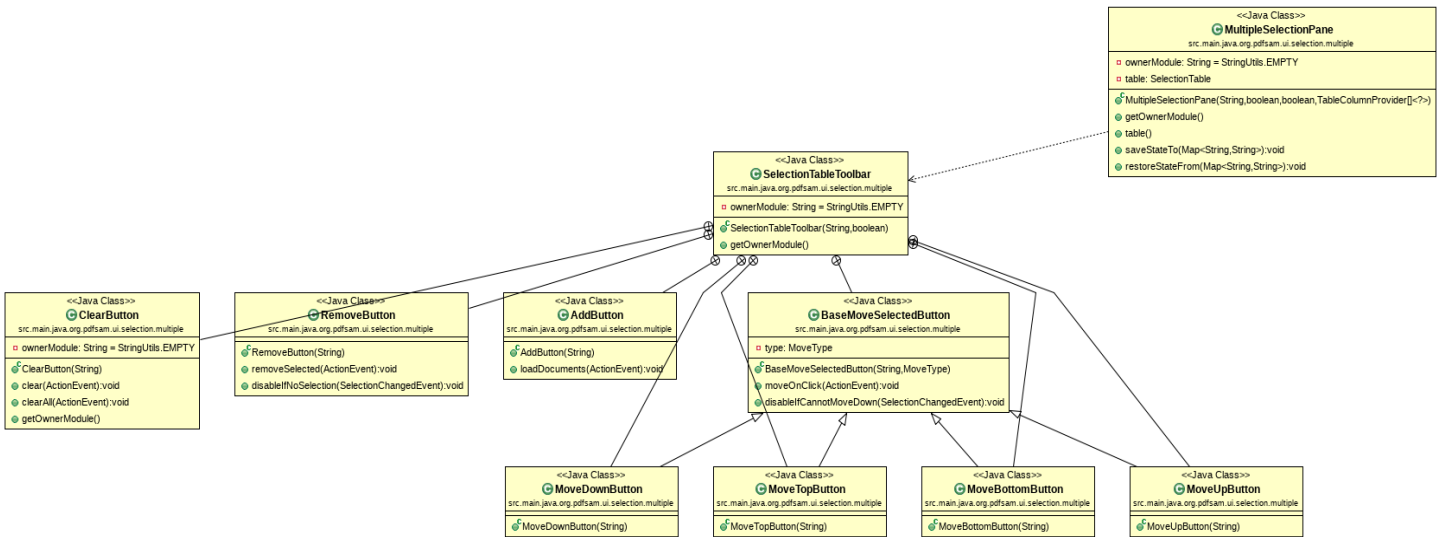 <<Java Class>>
MultipleSelectionPane
src.main.java.org.pdfsam.ui.selection.multiple
ownerModule: String = StringUtils.EMPTY
table: SelectionTable
MultipleSelectionPane(String,boolean,boolean,TableColumnProvider[]<?>)
getOwnerModule()
table()
saveStateTo(Map<String,String>):void
restoreStateFrom(Map<String,String>):void
<<Java Class>>
SelectionTableToolbar
src.main.java.org.pdfsam.ui.selection.multiple
ownerModule: String = StringUtils.EMPTY
SelectionTableToolbar(String,boolean)
getOwnerModule()
<<Java Class>>
ClearButton
src.main.java.org.pdfsam.ui.selection.multiple
ownerModule: String = StringUtils.EMPTY
ClearButton(String)
clear(ActionEvent):void
clearAll(ActionEvent):void
getOwnerModule()
<<Java Class>>
RemoveButton
src.main.java.org.pdfsam.ui.selection.multiple
RemoveButton(String)
removeSelected(ActionEvent):void
disableIfNoSelection(SelectionChangedEvent):void
<<Java Class>>
AddButton
src.main.java.org.pdfsam.ui.selection.multiple
AddButton(String)
loadDocuments(ActionEvent):void
<<Java Class>>
BaseMoveSelectedButton
src.main.java.org.pdfsam.ui.selection.multiple
type: MoveType
BaseMoveSelectedButton(String,MoveType)
moveOnClick(ActionEvent):void
disableIfCannotMoveDown(SelectionChangedEvent):void
<<Java Class>>
MoveDownButton
src.main.java.org.pdfsam.ui.selection.multiple
MoveDownButton(String)
<<Java Class>>
MoveTopButton
src.main.java.org.pdfsam.ui.selection.multiple
MoveTopButton(String)
<<Java Class>>
MoveBottomButton
src.main.java.org.pdfsam.ui.selection.multiple
MoveBottomButton(String)
<<Java Class>>
MoveUpButton
src.main.java.org.pdfsam.ui.selection.multiple
MoveUpButton(String)